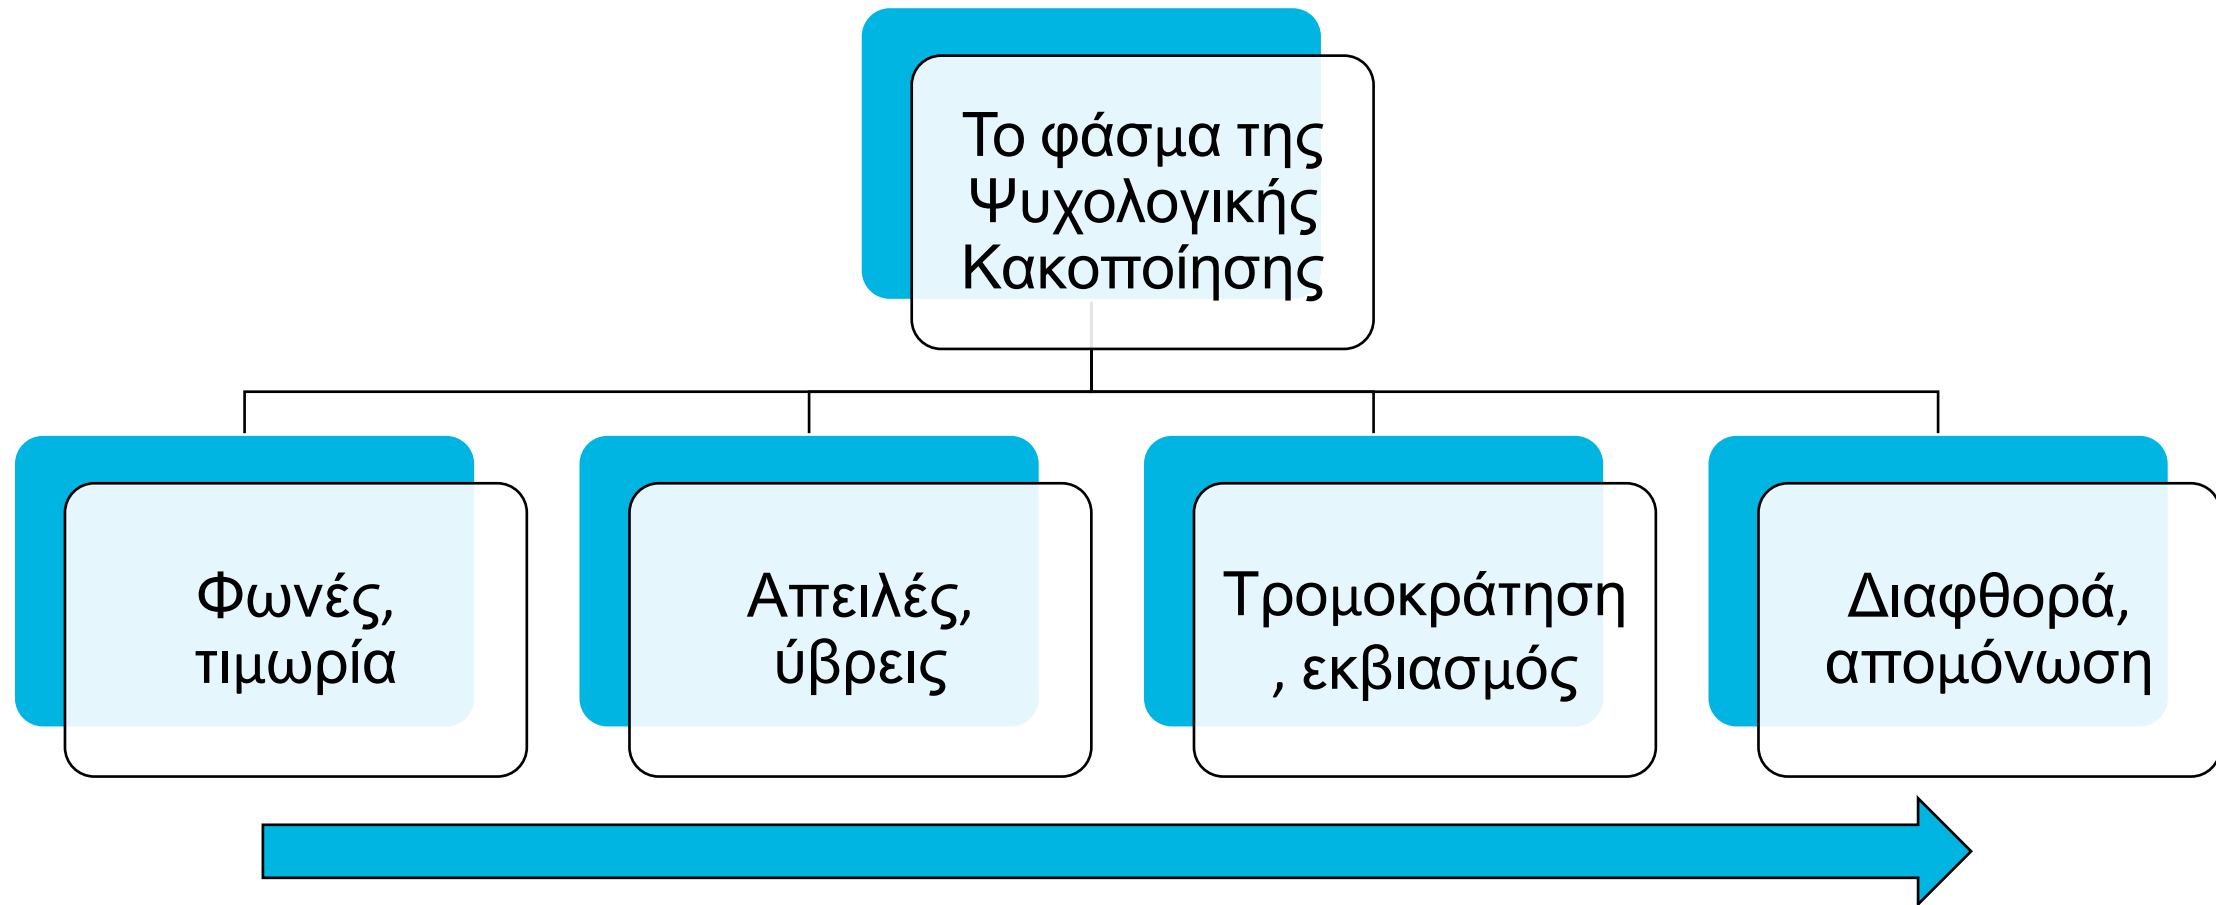 Το φάσμα της
Ψυχολογικής
Κακοποίησης
Φωνές,
τιμωρία
Απειλές,
ύβρεις
Τρομοκράτηση
, εκβιασμός
Διαφθορά,
απομόνωση